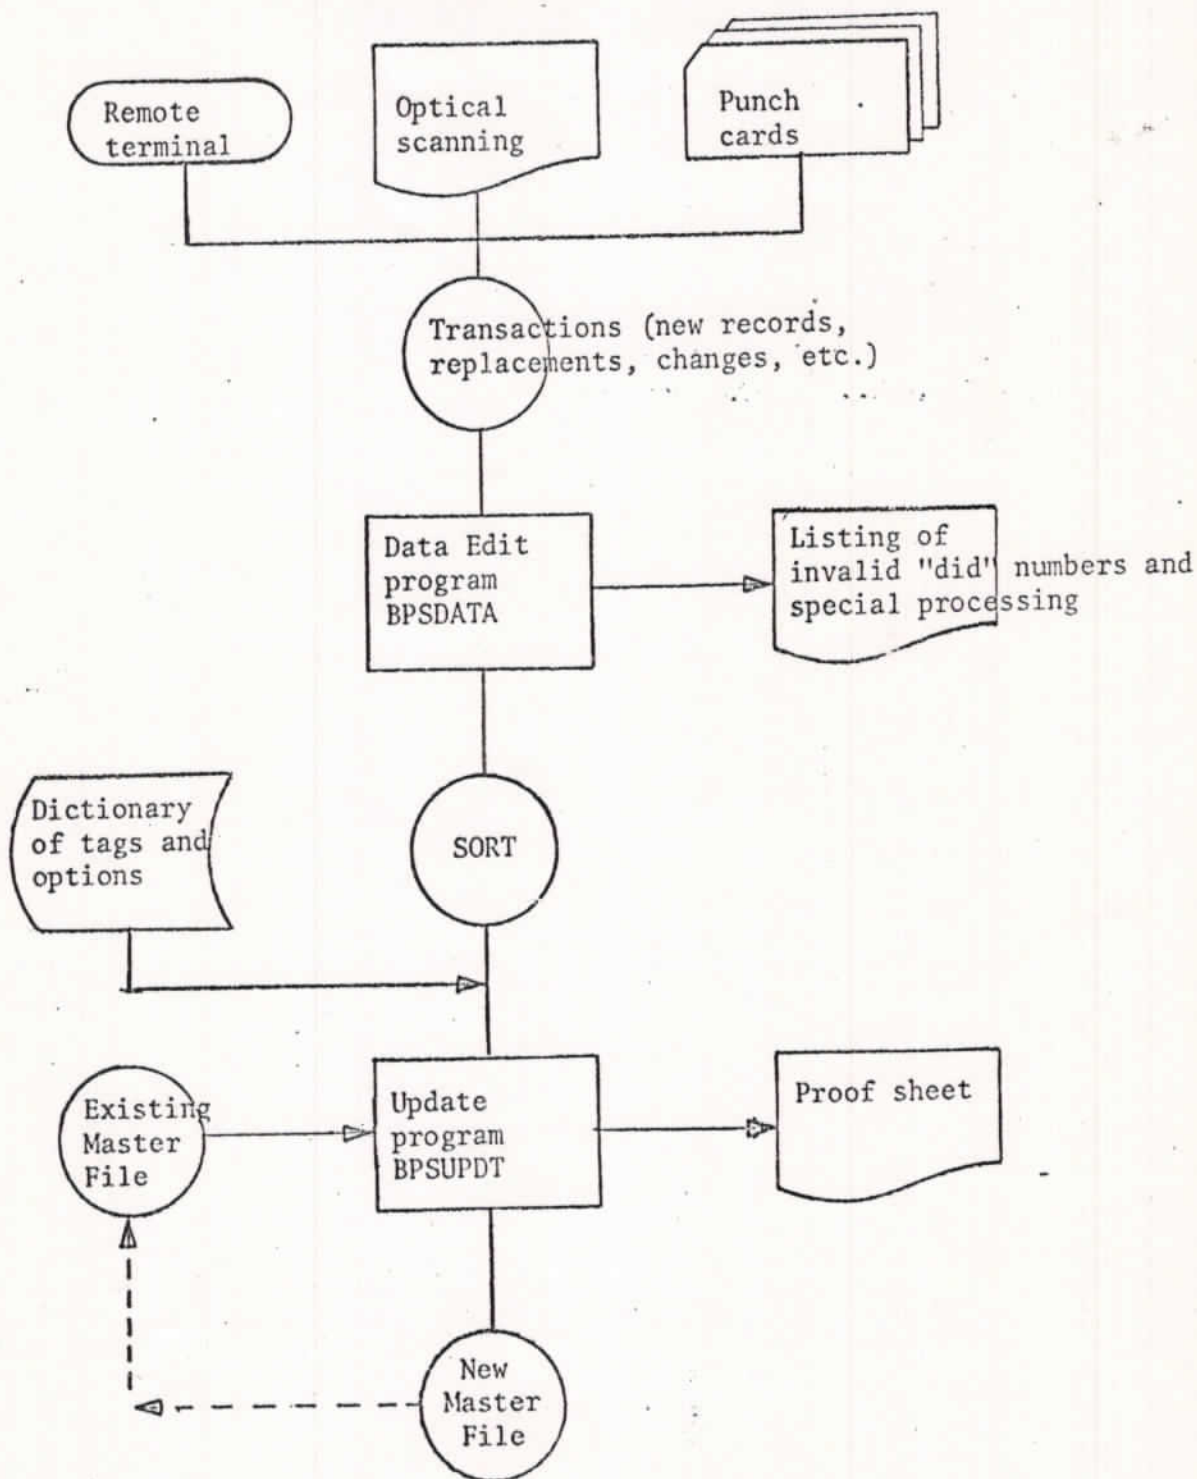 Remote
terminal
Optical
scanning
Punch
cards
Transactions (new records,
replacements, changes, etc.)
Data Edit
program
BPSDATA
Listing of
invalid "did" numbers and
special processing
Dictionary
of tags and
options
SORT
Existing
Master
File
Update
program
BPSUPDT
Proof sheet
New
Master
File